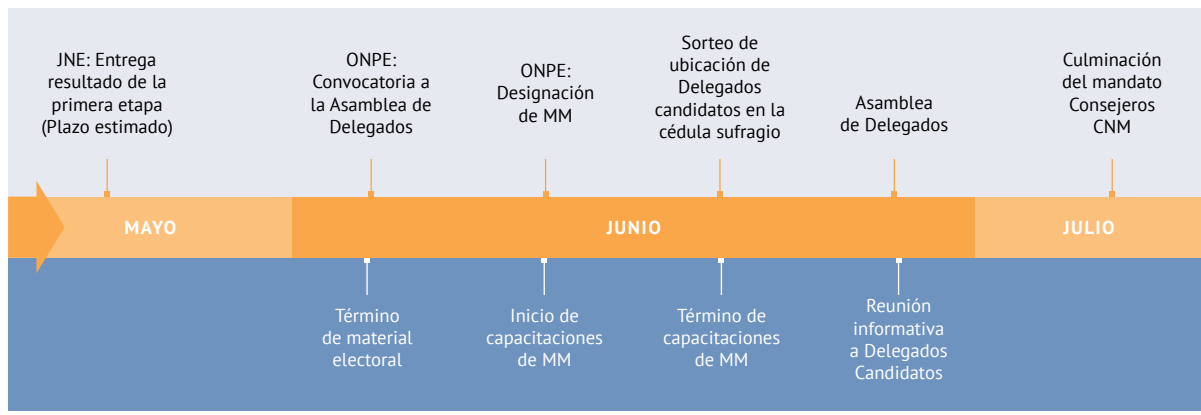 JNE: Entrega
resultado de la
primera etapa
(Plazo estimado)
ONPE:
Convocatoria a
la Asamblea de
Delegados
ONPE:
Designación
de MM
Sorteo de
ubicación de
Delegados
candidatos en la
cédula sufragio
Asamblea
de Delegados
Culminación
del mandato
Consejeros
CNM
MAYO
JUNIO
JULIO
Término
de material
electoral
Inicio de
capacitaciones
de MM
Término de
capacitaciones
de MM
Reunión
informativa
a Delegados
Candidatos